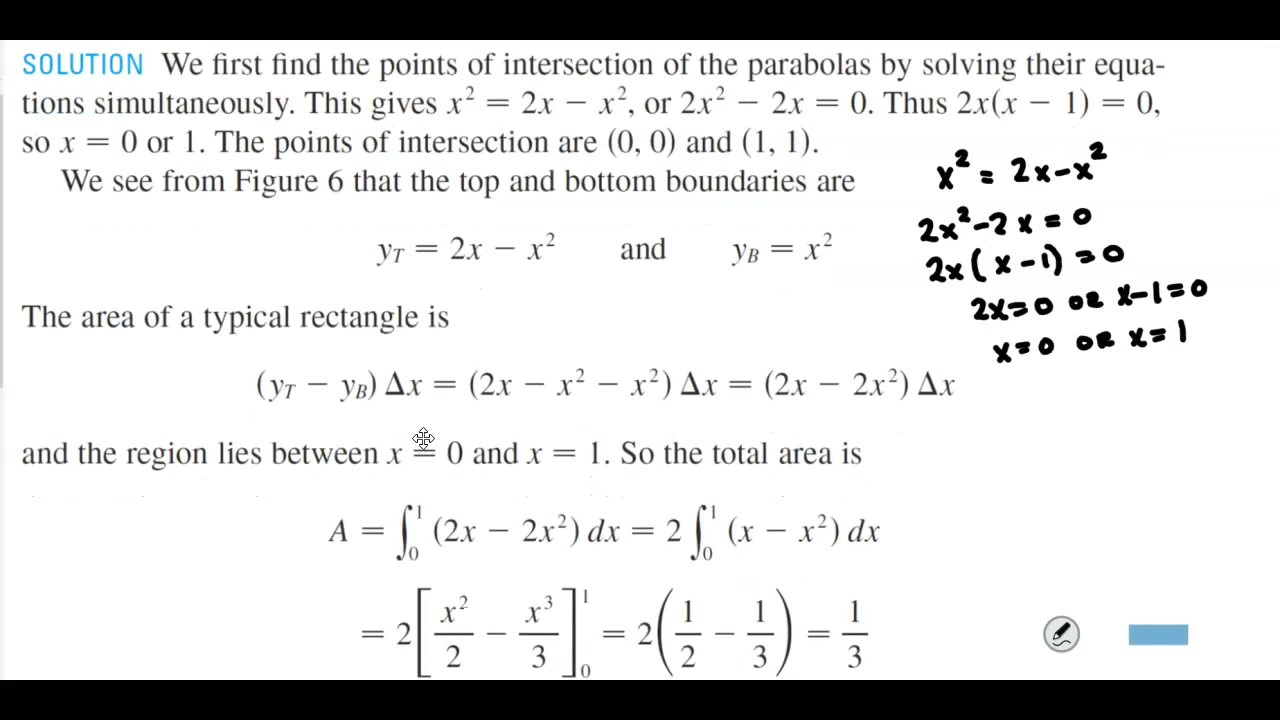 SOLUTION We first find the points of intersection of the parabolas by solving their equa-
tions simultaneously. This gives x² = 2x − x², or 2x² − 2x = 0. Thus 2x(x − 1) = 0,
so x = 0 or 1. The points of intersection are (0, 0) and (1, 1).
We see from Figure 6 that the top and bottom boundaries are
y_T = 2x − x² and y_B = x²
The area of a typical rectangle is
(y_T − y_B) Δx = (2x − x² − x²) Δx = (2x − 2x²) Δx
and the region lies between x = 0 and x = 1. So the total area is
A = ∫₀¹ (2x − 2x²) dx = 2 ∫₀¹ (x − x²) dx
= 2[x²/2 − x³/3]₀¹ = 2(1/2 − 1/3) = 1/3
x² = 2x-x²
2x²-2x = 0
2x(x-1) = 0
2x=0 OR x-1=0
x=0 OR x=1